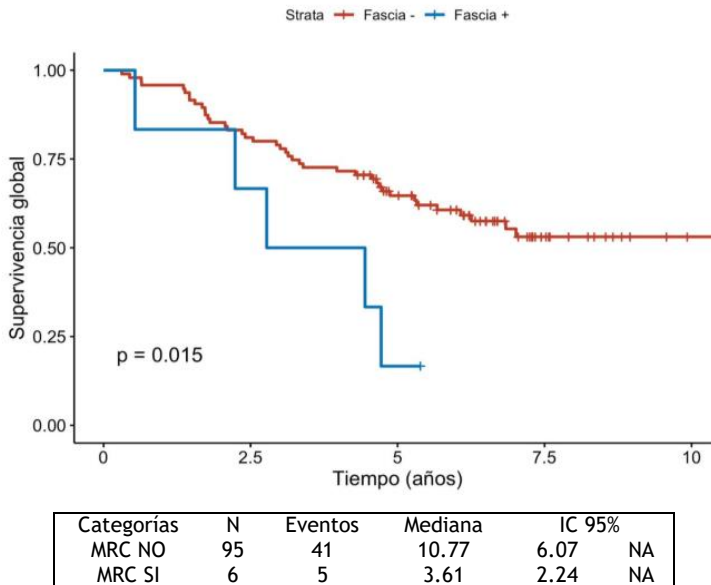 Strata Fascia - Fascia +
Supervivencia global
1.00
0.75
0.50
0.25
0.00
p = 0.015
0 2.5 5 7.5 10
Tiempo (años)
Categorías N Eventos Mediana IC 95%
MRC NO 95 41 10.77 6.07 NA
MRC SI 6 5 3.61 2.24 NA